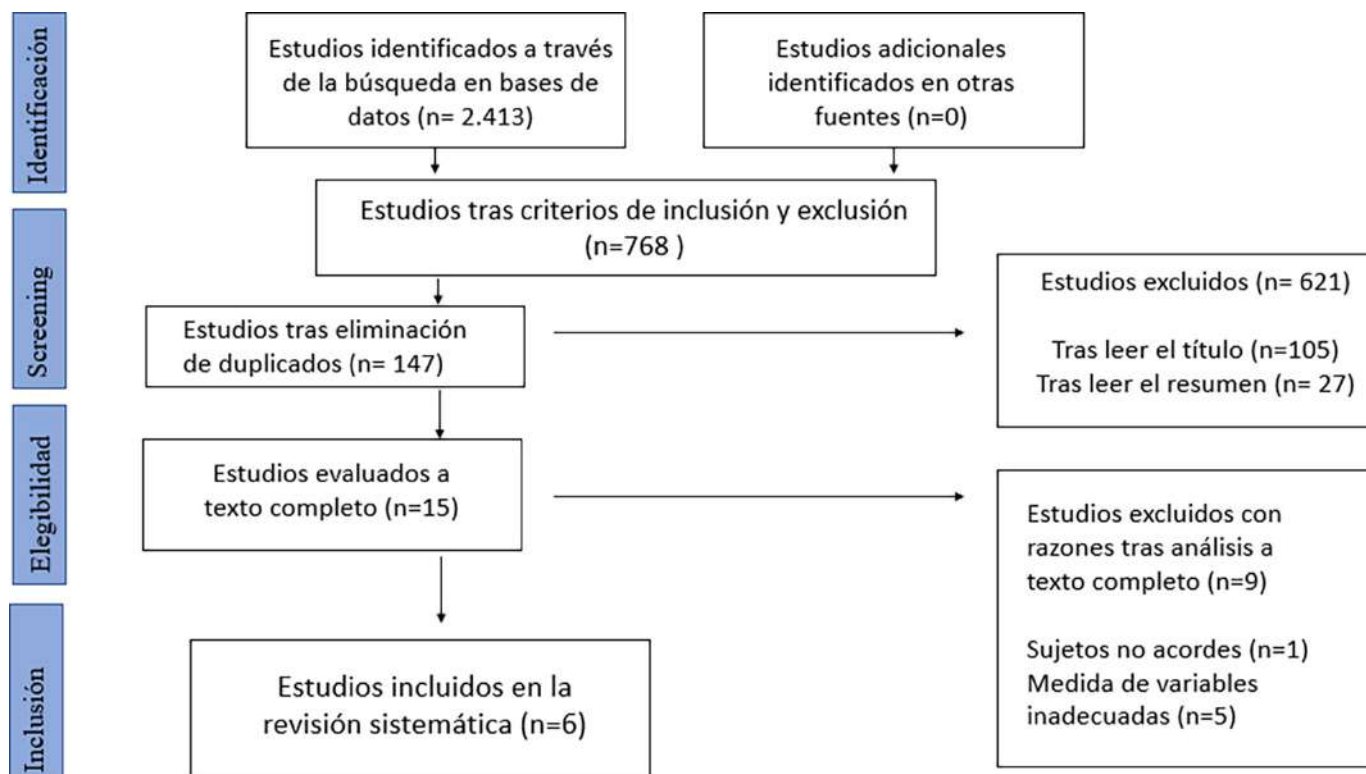 Identificación
Estudios identificados a través
de la búsqueda en bases de
datos (n= 2.413)
Estudios adicionales
identificados en otras
fuentes (n=0)
Estudios tras criterios de inclusión y exclusión
(n=768 )
Screening
Estudios tras eliminación
de duplicados (n= 147)
Estudios excluidos (n= 621)
Tras leer el título (n=105)
Tras leer el resumen (n= 27)
Elegibilidad
Estudios evaluados a
texto completo (n=15)
Estudios excluidos con
razones tras análisis a
texto completo (n=9)
Sujetos no acordes (n=1)
Medida de variables
inadecuadas (n=5)
Inclusión
Estudios incluidos en la
revisión sistemática (n=6)